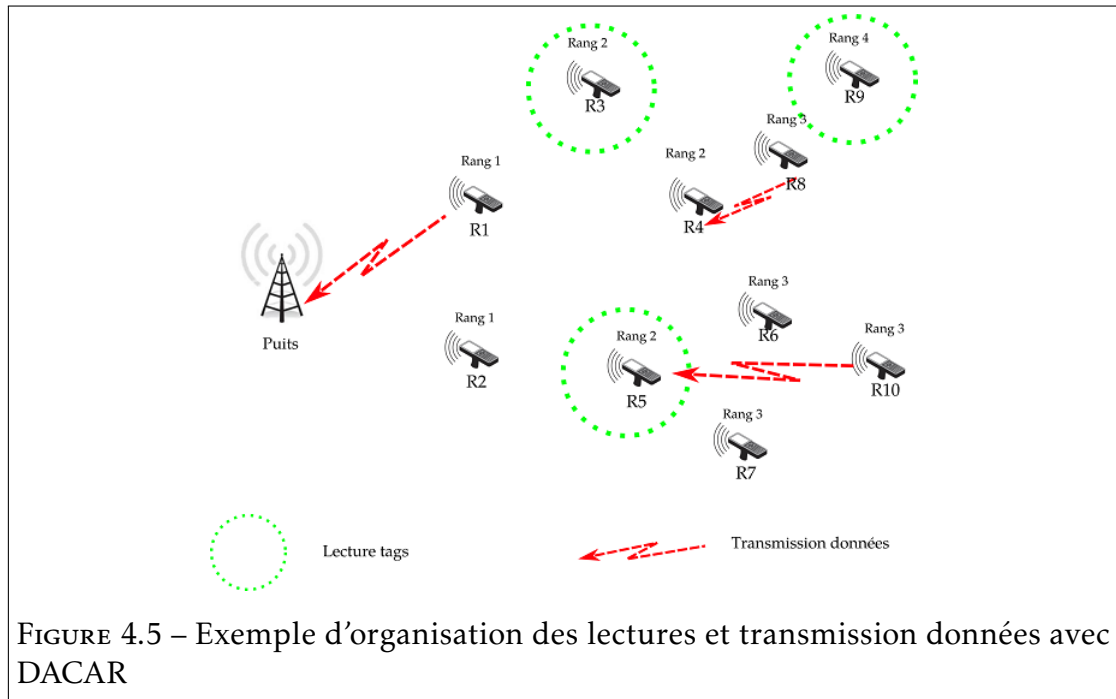 Rang 2
R3
Rang 4
R9
Rang 3
R8
Rang 2
R4
Rang 1
R1
Puits
Rang 1
R2
Rang 2
R5
Rang 3
R6
Rang 3
R10
Rang 3
R7
Lecture tags
Transmission données
FIGURE 4.5 – Exemple d'organisation des lectures et transmission données avec
DACAR